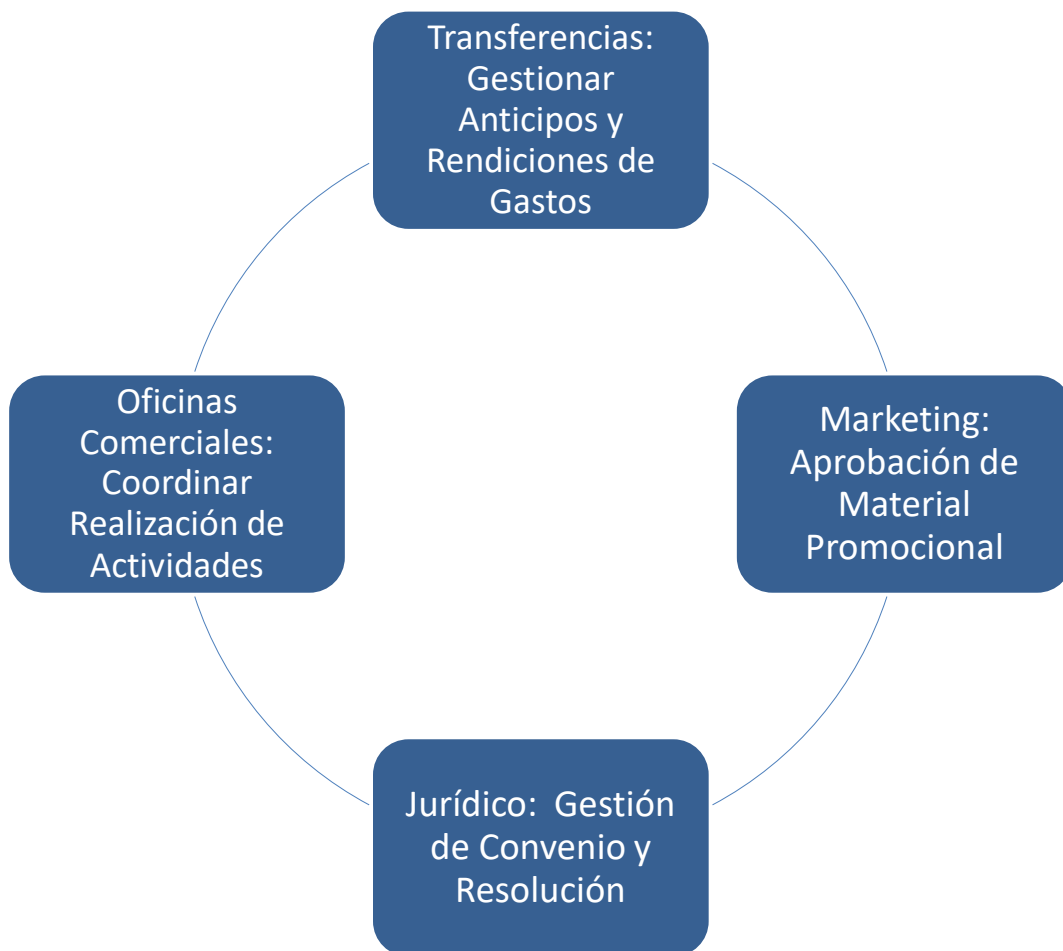 Transferencias:
Gestionar
Anticipos y
Rendiciones de
Gastos
Oficinas
Comerciales:
Coordinar
Realización de
Actividades
Marketing:
Aprobación de
Material
Promocional
Jurídico:  Gestión
de Convenio y
Resolución